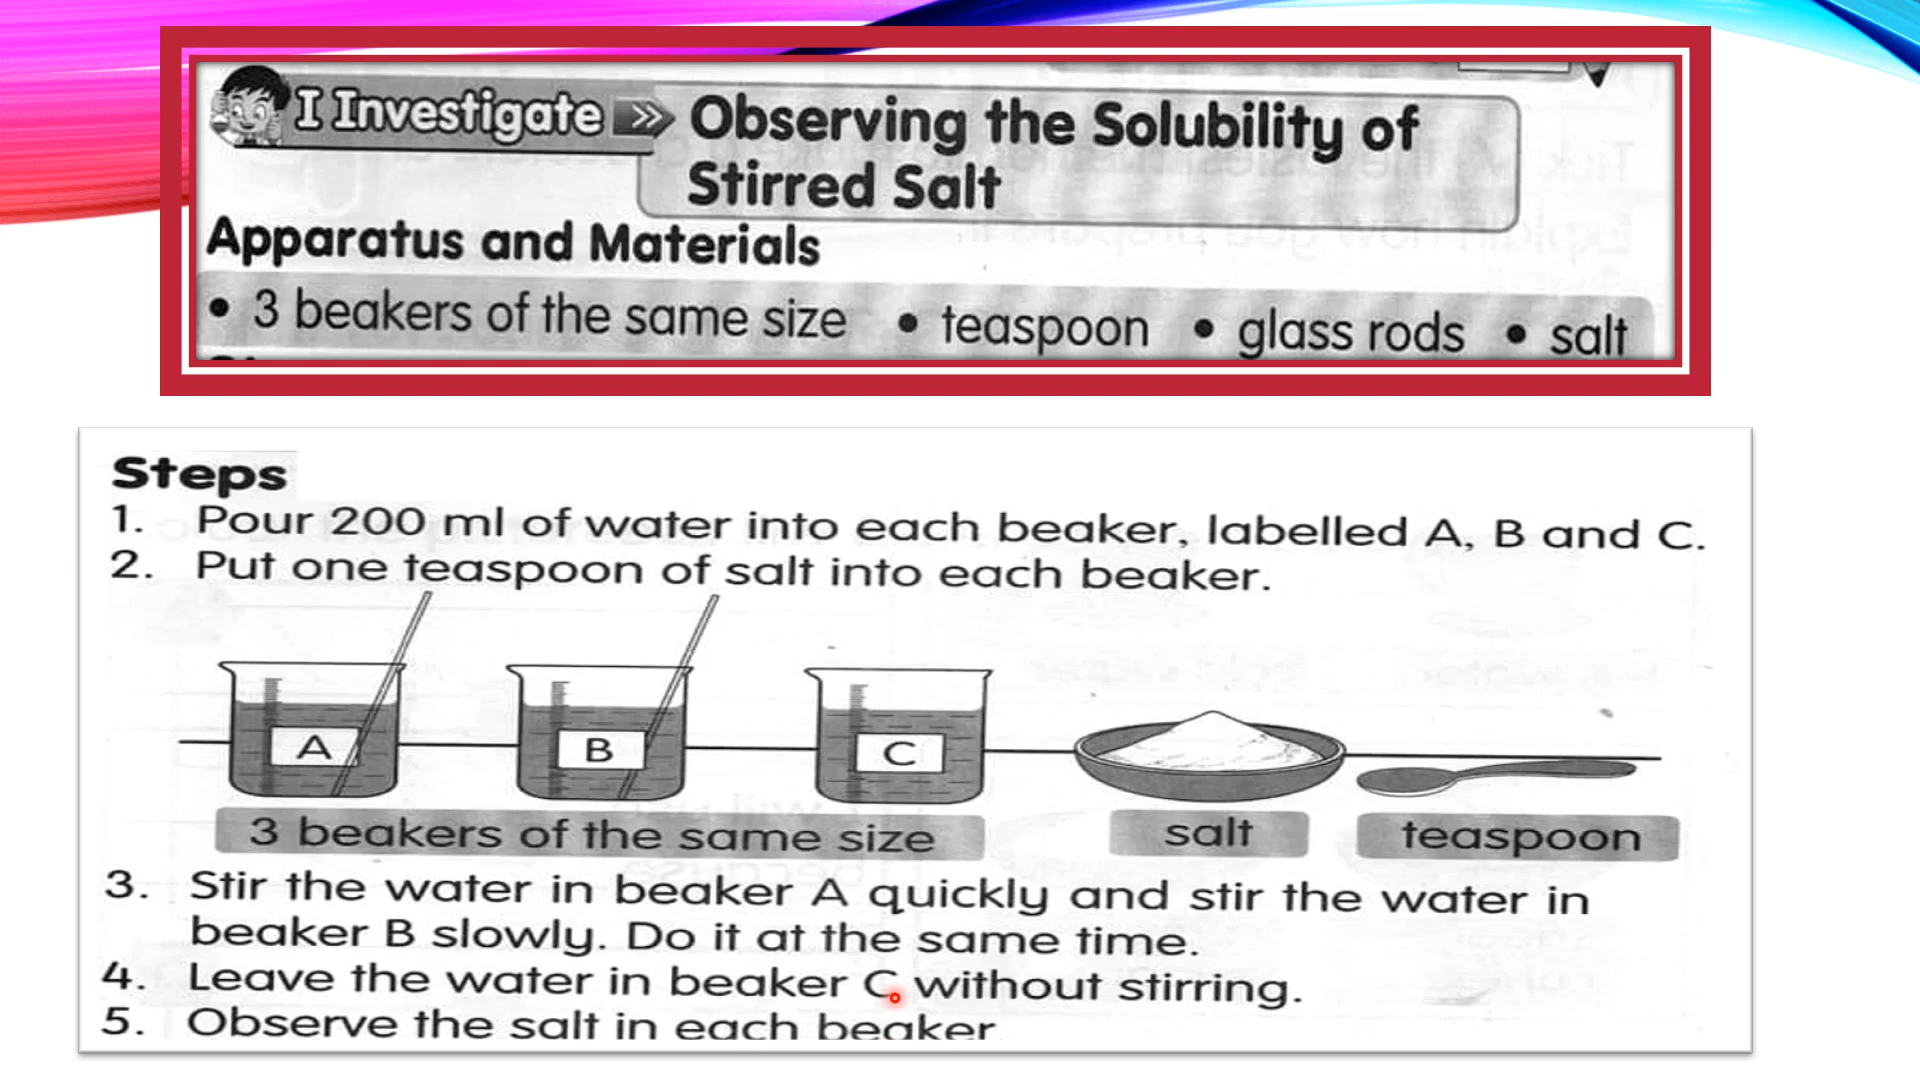 I Investigate >> Observing the Solubility of
Stirred Salt
Apparatus and Materials
• 3 beakers of the same size • teaspoon • glass rods • salt
Steps
1. Pour 200 ml of water into each beaker, labelled A, B and C.
2. Put one teaspoon of salt into each beaker.
A B C
3 beakers of the same size salt teaspoon
3. Stir the water in beaker A quickly and stir the water in
beaker B slowly. Do it at the same time.
4. Leave the water in beaker C without stirring.
5. Observe the salt in each beaker